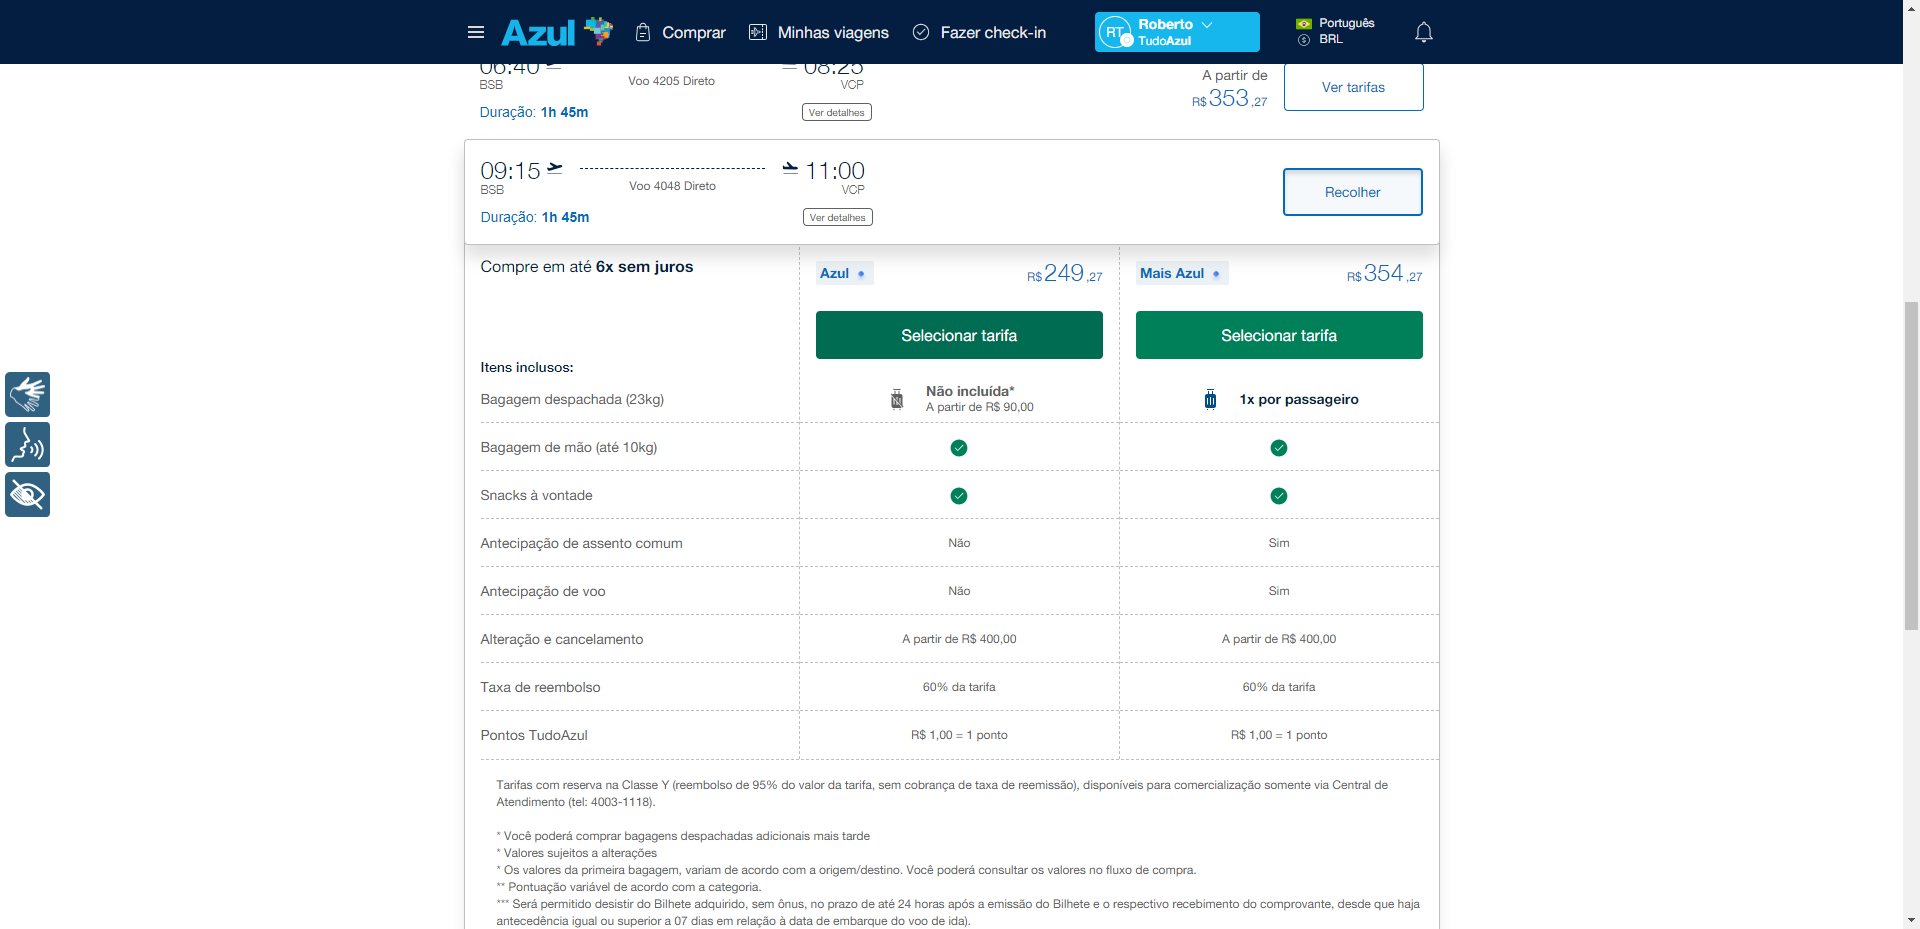 Azul
Comprar
Minhas viagens
Fazer check-in
RT
Roberto
TudoAzul
Português
BRL
06:40
08:25
BSB
Voo 4205 Direto
VCP
A partir de
R$ 353,27
Ver tarifas
Duração: 1h 45m
Ver detalhes
09:15
11:00
BSB
Voo 4048 Direto
VCP
Recolher
Duração: 1h 45m
Ver detalhes
Compre em até 6x sem juros
Azul
R$ 249,27
Mais Azul
R$ 354,27
Selecionar tarifa
Selecionar tarifa
Itens inclusos:
Bagagem despachada (23kg)
Não incluída*
A partir de R$ 90,00
1x por passageiro
Bagagem de mão (até 10kg)
Snacks à vontade
Antecipação de assento comum
Não
Sim
Antecipação de voo
Não
Sim
Alteração e cancelamento
A partir de R$ 400,00
A partir de R$ 400,00
Taxa de reembolso
60% da tarifa
60% da tarifa
Pontos TudoAzul
R$ 1,00 = 1 ponto
R$ 1,00 = 1 ponto
Tarifas com reserva na Classe Y (reembolso de 95% do valor da tarifa, sem cobrança de taxa de reemissão), disponíveis para comercialização somente via Central de
Atendimento (tel: 4003-1118).
* Você poderá comprar bagagens despachadas adicionais mais tarde
* Valores sujeitos a alterações
* Os valores da primeira bagagem, variam de acordo com a origem/destino. Você poderá consultar os valores no fluxo de compra.
** Pontuação variável de acordo com a categoria.
*** Será permitido desistir do Bilhete adquirido, sem ônus, no prazo de até 24 horas após a emissão do Bilhete e o respectivo recebimento do comprovante, desde que haja
antecedência igual ou superior a 07 dias em relação à data de embarque do voo de ida).